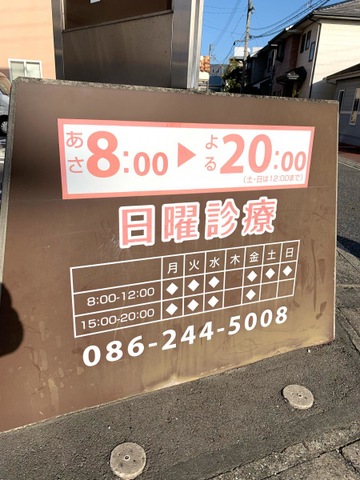 あさ8:00▶よる20:00
(土・日は12:00まで)
日曜診療
月 火 水 木 金 土 日
8:00-12:00 ◆ ◆ ◆ ◆ ◆ ◆
15:00-20:00 ◆ ◆ ◆ ◆
086-244-5008